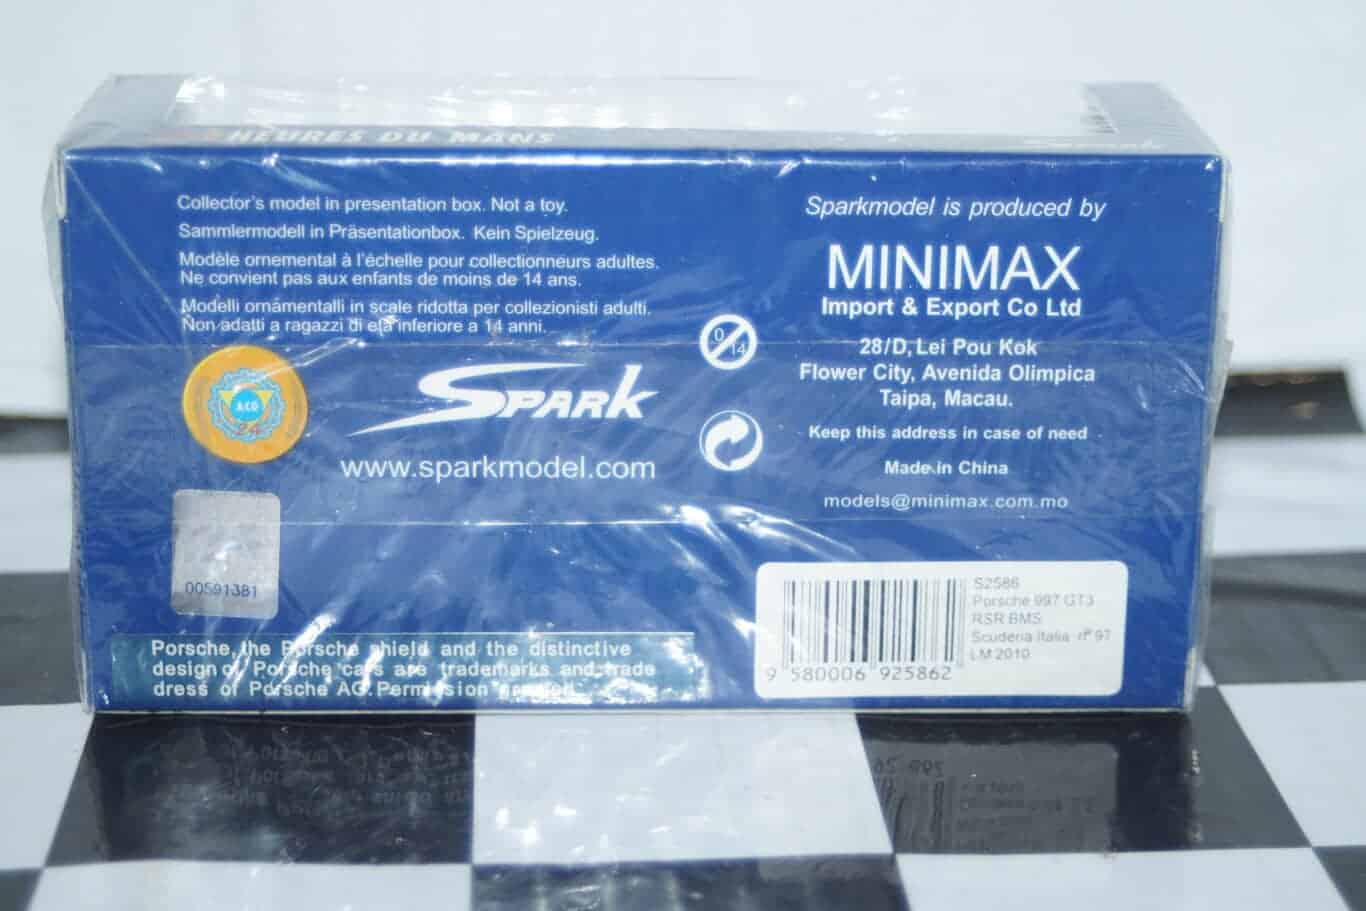 HEURES DU MANS
Spark
Collector's model in presentation box. Not a toy.
Sammlermodell in Präsentationbox. Kein Spielzeug.
Modèle ornemental à l'échelle pour collectionneurs adultes.
Ne convient pas aux enfants de moins de 14 ans.
Modelli ornamentalli in scale ridotta per collezionisti adulti.
Non adatti a ragazzi di età inferiore a 14 anni.
ACO
24
SPARK
www.sparkmodel.com
00591381
Porsche, the Porsche shield and the distinctive
design of Porsche cars are trademarks and trade
dress of Porsche AG. Permission granted.
0
14
Sparkmodel is produced by
MINIMAX
Import & Export Co Ltd
28/D, Lei Pou Kok
Flower City, Avenida Olimpica
Taipa, Macau.
Keep this address in case of need
Made in China
models@minimax.com.mo
S2586
Porsche 997 GT3
RSR BMS
Scuderia Italia n°97
LM 2010
9 580006 925862